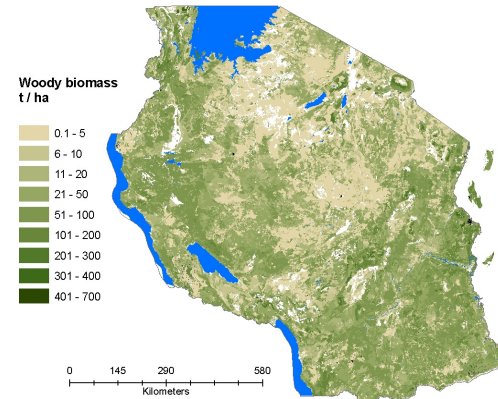 Woody biomass
t / ha
0.1 - 5
6 - 10
11 - 20
21 - 50
51 - 100
101 - 200
201 - 300
301 - 400
401 - 700
0 145 290 580
Kilometers